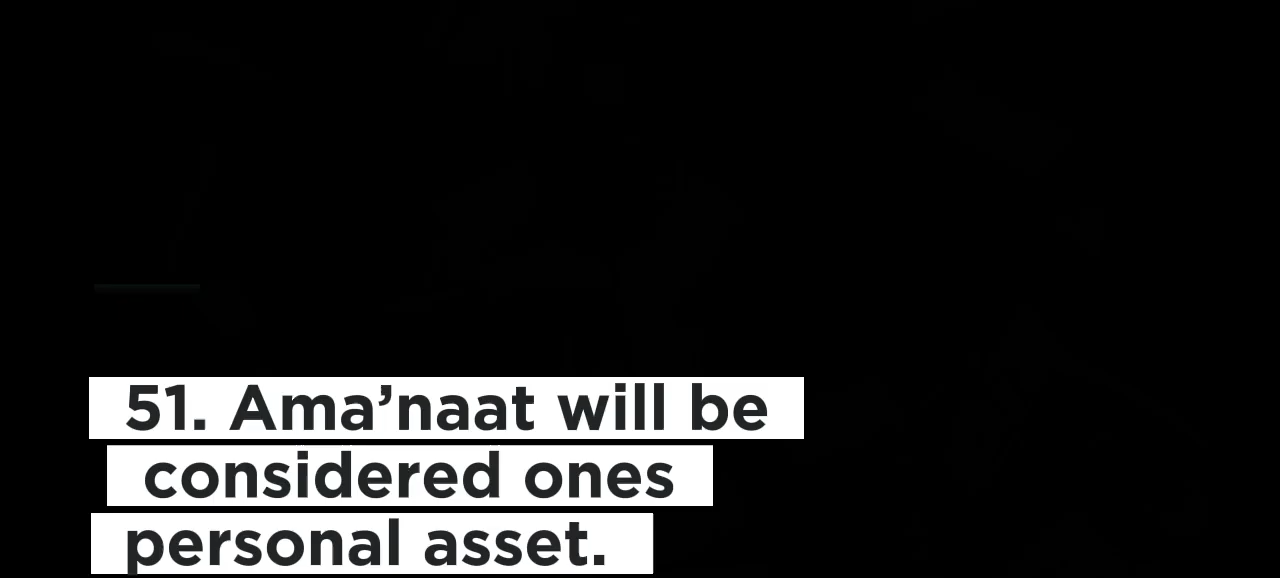 51. Ama’naat will be
considered ones
personal asset.